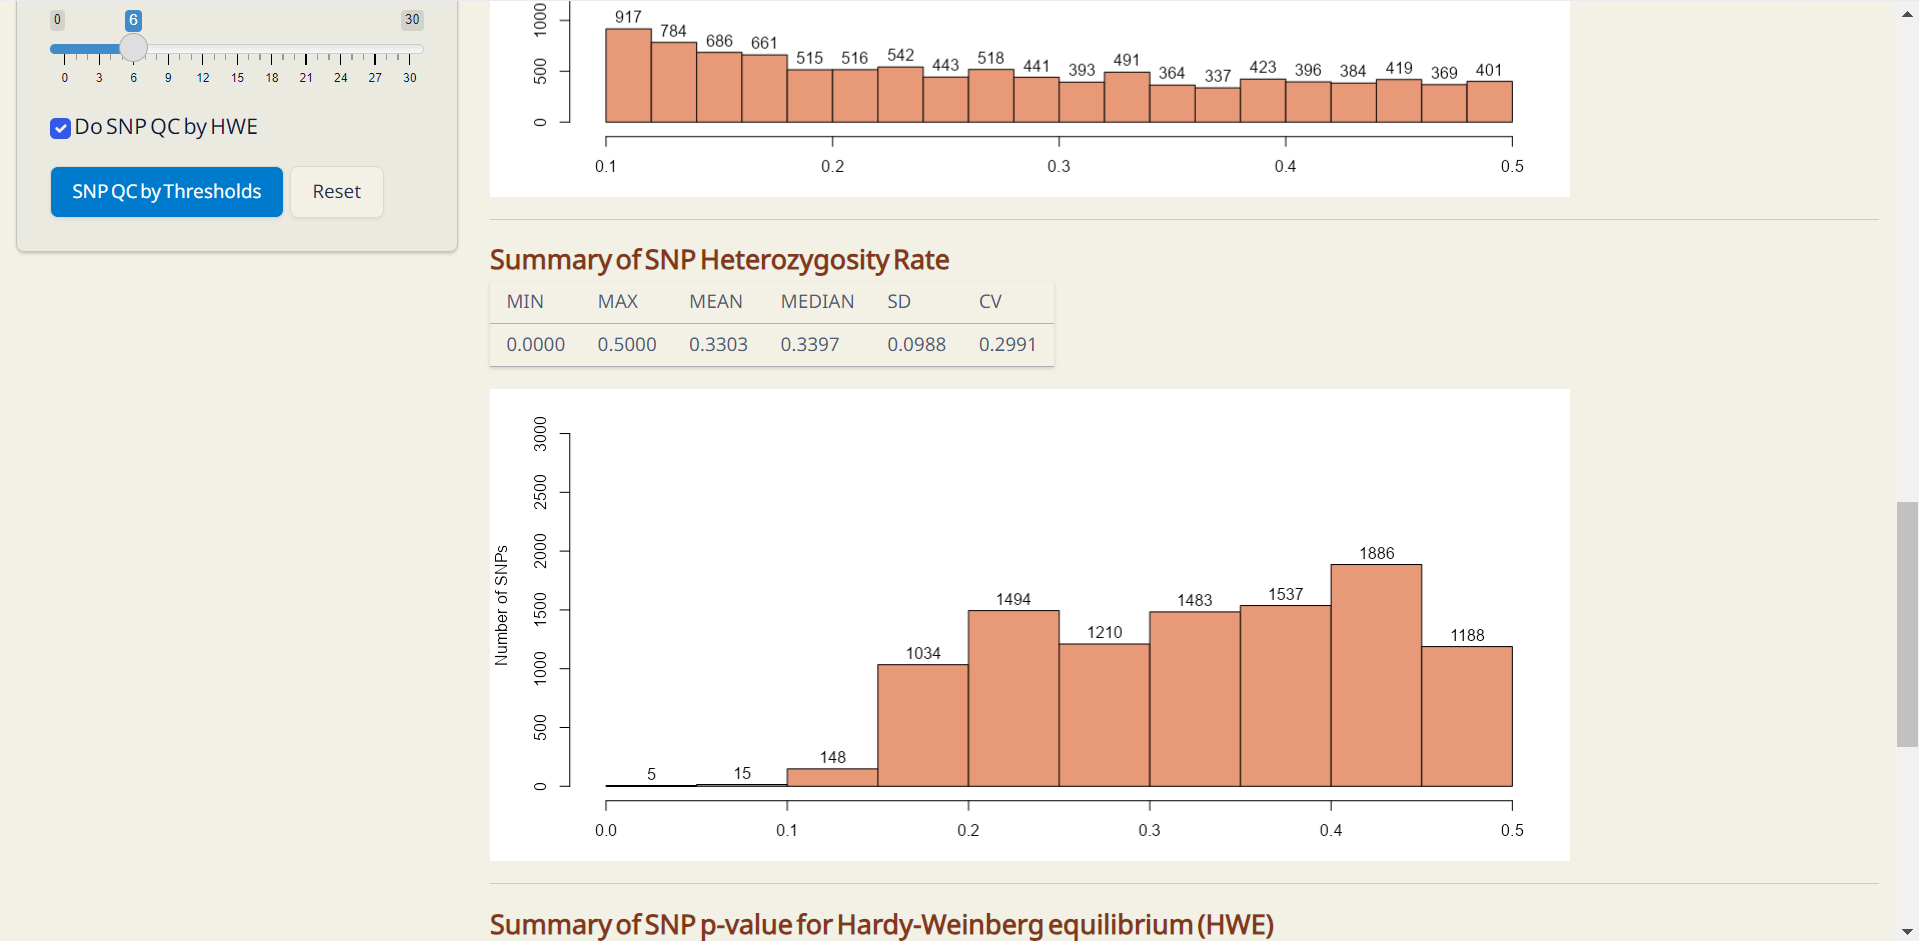 0 6 30
0 3 6 9 12 15 18 21 24 27 30
Do SNP QC by HWE
SNP QC by Thresholds Reset
1000
500
0
917 784 686 661 515 516 542 443 518 441 393 491 364 337 423 396 384 419 369 401
0.1 0.2 0.3 0.4 0.5
Summary of SNP Heterozygosity Rate
MIN MAX MEAN MEDIAN SD CV
0.0000 0.5000 0.3303 0.3397 0.0988 0.2991
Number of SNPs
3000
2500
2000
1500
1000
500
0
5 15 148 1034 1494 1210 1483 1537 1886 1188
0.0 0.1 0.2 0.3 0.4 0.5
Summary of SNP p-value for Hardy-Weinberg equilibrium (HWE)